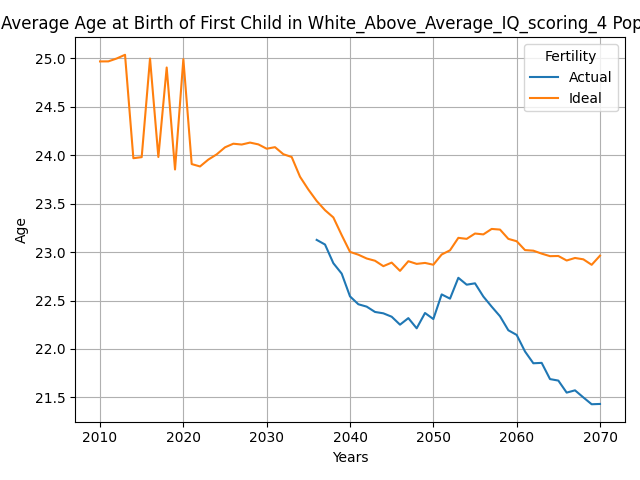 Average Age at Birth of First Child in White_Above_Average_IQ_scoring_4 Pop
Fertility
Actual
Ideal
25.0
24.5
24.0
23.5
23.0
22.5
22.0
21.5
Age
2010 2020 2030 2040 2050 2060 2070
Years